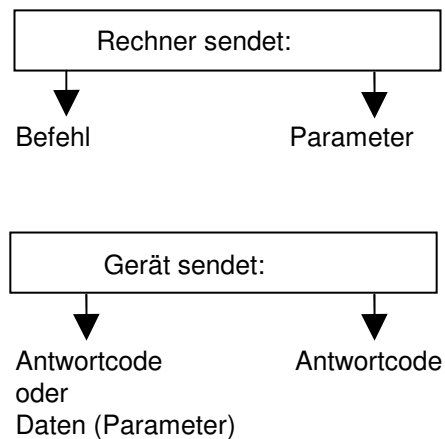 Rechner sendet:
Befehl
Parameter
Gerät sendet:
Antwortcode
oder
Daten (Parameter)
Antwortcode